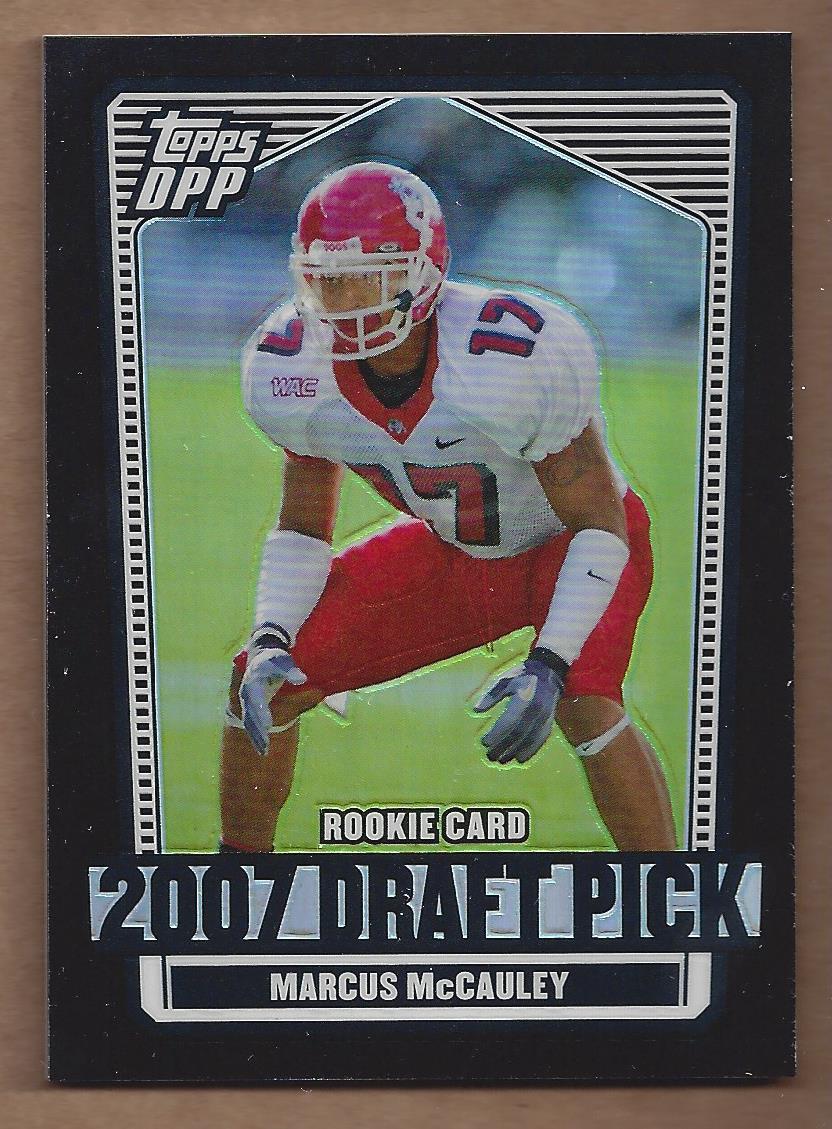 Topps
DPP
17
WAC
17
ROOKIE CARD
2007 DRAFT PICK
MARCUS McCAULEY